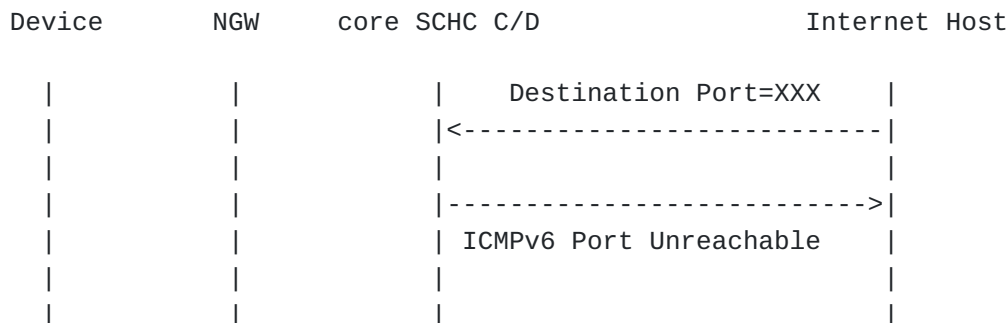 Device       NGW     core SCHC C/D                 Internet Host
  |           |            |    Destination Port=XXX    |
  |           |            |<---------------------------|
  |           |            |                            |
  |           |            |--------------------------->|
  |           |            | ICMPv6 Port Unreachable    |
  |           |            |                            |
  |           |            |                            |